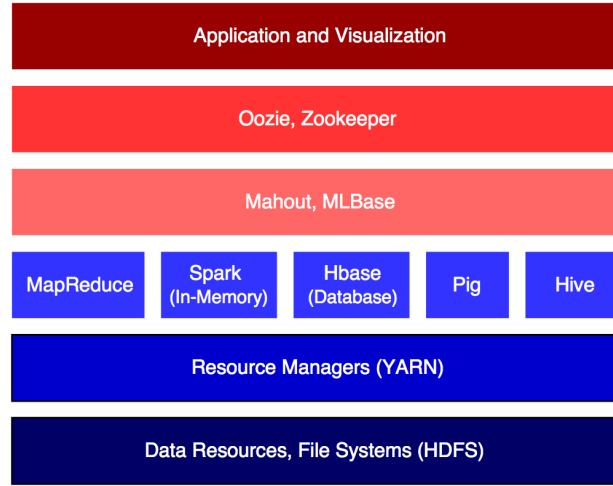 Application and Visualization
Oozie, Zookeeper
Mahout, MLBase
MapReduce
Spark
(In-Memory)
Hbase
(Database)
Pig
Hive
Resource Managers (YARN)
Data Resources, File Systems (HDFS)